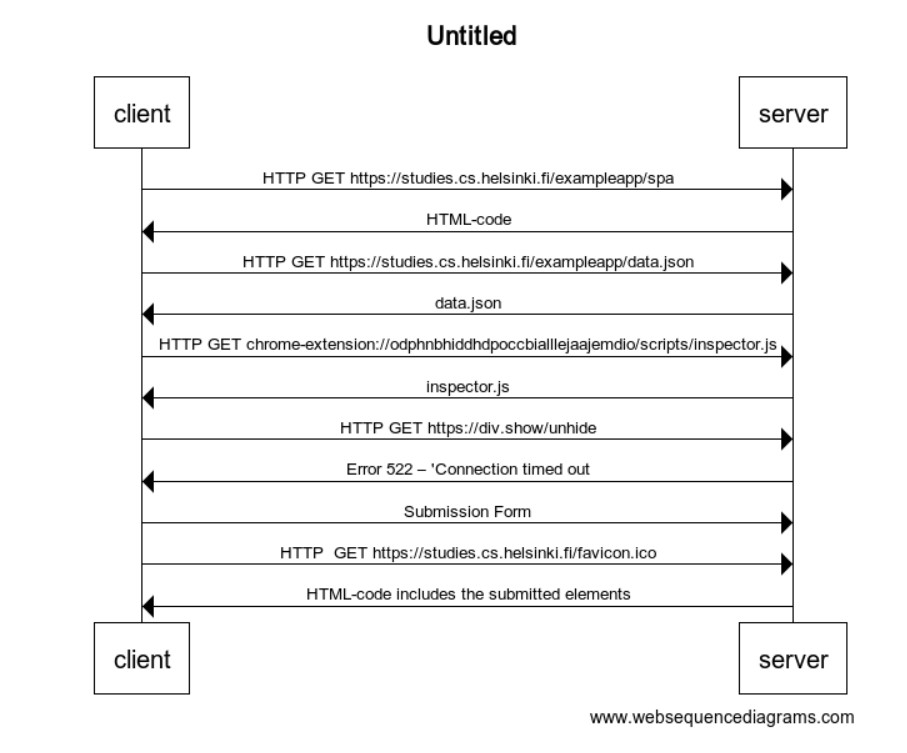 Untitled
client
server
HTTP GET https://studies.cs.helsinki.fi/exampleapp/spa
HTML-code
HTTP GET https://studies.cs.helsinki.fi/exampleapp/data.json
data.json
HTTP GET chrome-extension://odphnbhiddhdpoccbialllejaajemdio/scripts/inspector.js
inspector.js
HTTP GET https://div.show/unhide
Error 522 – 'Connection timed out
Submission Form
HTTP  GET https://studies.cs.helsinki.fi/favicon.ico
HTML-code includes the submitted elements
client
server
www.websequencediagrams.com